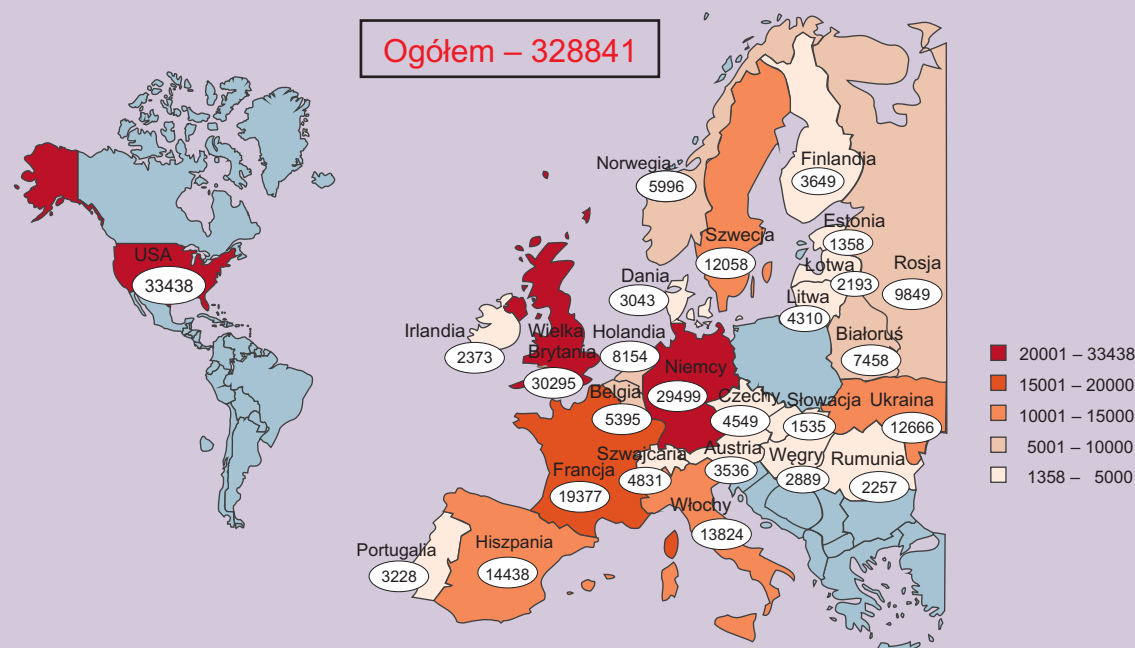 Ogółem – 328841
USA
33438
Norwegia
5996
Finlandia
3649
Szwecja
12058
Estonia
1358
Łotwa
2193
Rosja
9849
Dania
3043
Litwa
4310
Irlandia
2373
Wielka
Brytania
30295
Holandia
8154
Białoruś
7458
Niemcy
29499
Belgia
5395
Czechy
4549
Słowacja
1535
Ukraina
12666
Szwajcaria
4831
Austria
3536
Węgry
2889
Rumunia
2257
Francja
19377
Włochy
13824
Portugalia
3228
Hiszpania
14438
20001 – 33438
15001 – 20000
10001 – 15000
5001 – 10000
1358 – 5000